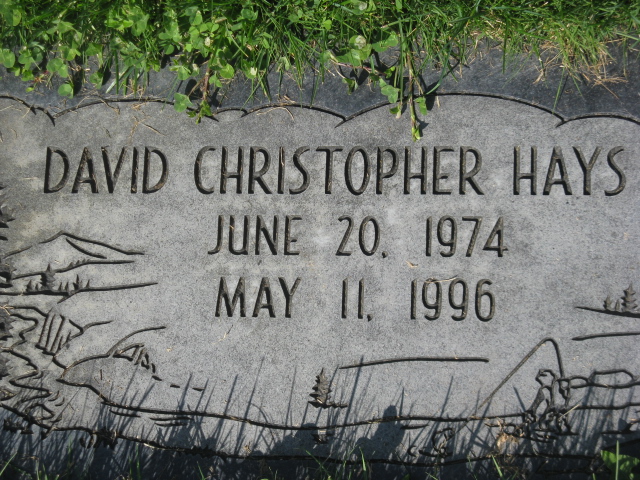 DAVID CHRISTOPHER HAYS
JUNE 20, 1974
MAY 11, 1996